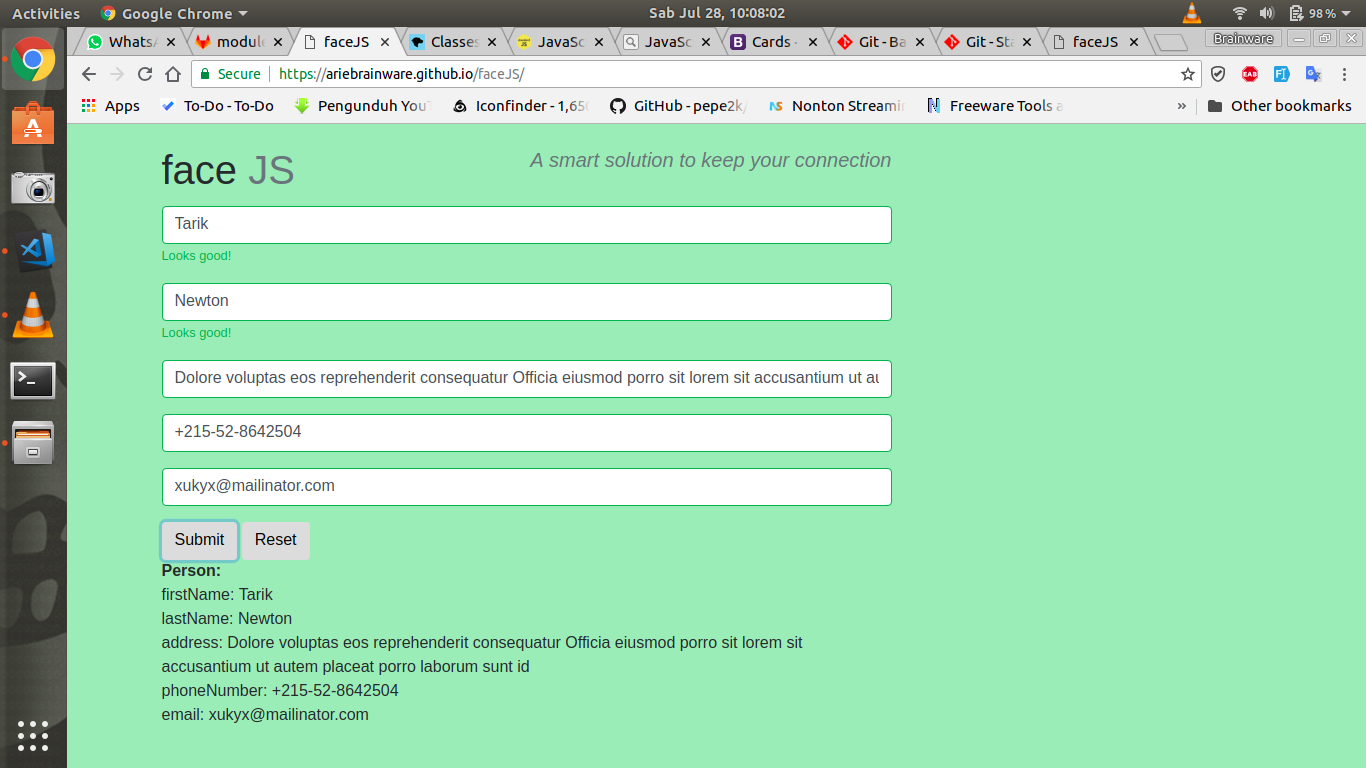 Activities
Google Chrome
Sab Jul 28, 10:08:02
98%
WhatsA
module
faceJS
Classes
JavaSc
JavaSc
Cards
Git - Ba
Git - Sta
faceJS
Brainware
Secure
https://ariebrainware.github.io/faceJS/
Apps
To-Do - To-Do
Pengunduh YouT
Iconfinder - 1,650
GitHub - pepe2k/
Nonton Streamin
Freeware Tools a
»
Other bookmarks
face JS
A smart solution to keep your connection
Tarik
Looks good!
Newton
Looks good!
Dolore voluptas eos reprehenderit consequatur Officia eiusmod porro sit lorem sit accusantium ut au
+215-52-8642504
xukyx@mailinator.com
Submit
Reset
Person:
firstName: Tarik
lastName: Newton
address: Dolore voluptas eos reprehenderit consequatur Officia eiusmod porro sit lorem sit
accusantium ut autem placeat porro laborum sunt id
phoneNumber: +215-52-8642504
email: xukyx@mailinator.com